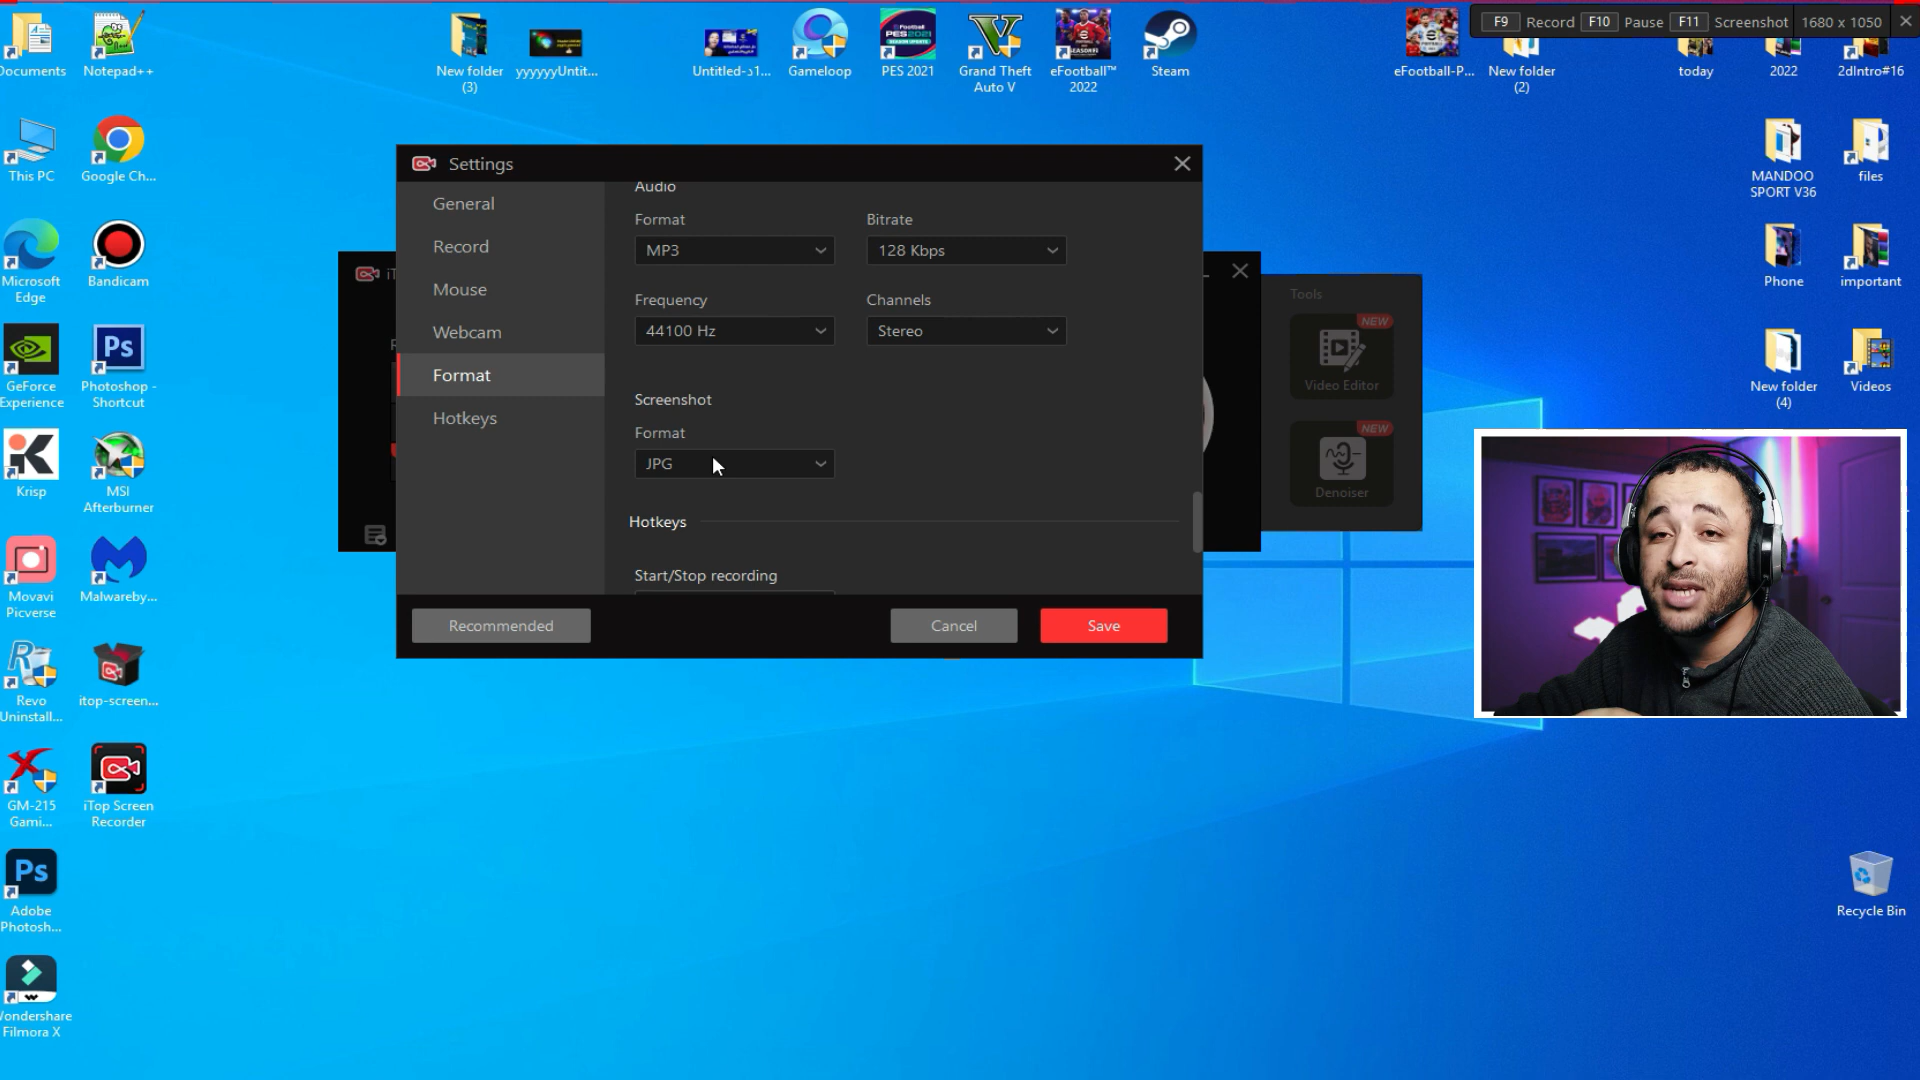 F9 Record F10 Pause F11 Screenshot 1680 x 1050
Documents
Notepad++
New folder
(3)
yyyyyyUntit...
Gameloop
PES 2021
Grand Theft
Auto V
eFootball™
2022
Steam
eFootball-P...
New folder
(2)
today
2022
2dIntro#16
This PC
Google Ch...
MANDOO
SPORT V36
files
Microsoft
Edge
Bandicam
Phone
important
GeForce
Experience
Photoshop -
Shortcut
New folder
(4)
Videos
Krisp
MSI
Afterburner
Movavi
Picverse
Malwareby...
Revo
Uninstall...
itop-screen...
GM-215
Gami...
iTop Screen
Recorder
Adobe
Photosh...
Wondershare
Filmora X
Recycle Bin
Settings
General
Record
Mouse
Webcam
Format
Hotkeys
Audio
Format
Bitrate
MP3
128 Kbps
Frequency
Channels
44100 Hz
Stereo
Screenshot
Format
JPG
Hotkeys
Start/Stop recording
Recommended
Cancel
Save
Tools
NEW
Video Editor
NEW
Denoiser